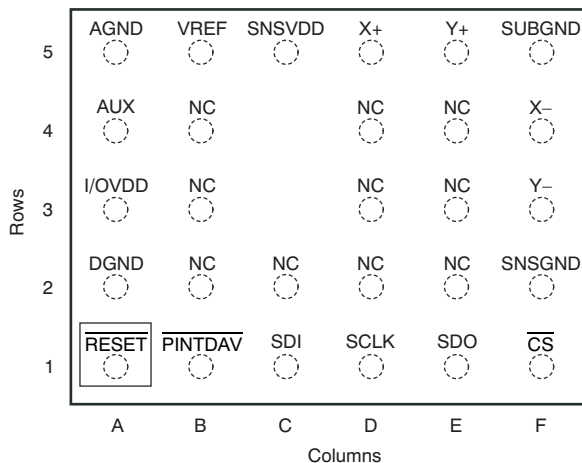 AGND VREF SNSVDD X+ Y+ SUBGND
5
AUX NC NC NC X–
4
I/OVDD NC NC NC Y–
3
DGND NC NC NC NC SNSGND
2
RESET PINTDAV SDI SCLK SDO CS
1
Rows
A B C D E F
Columns